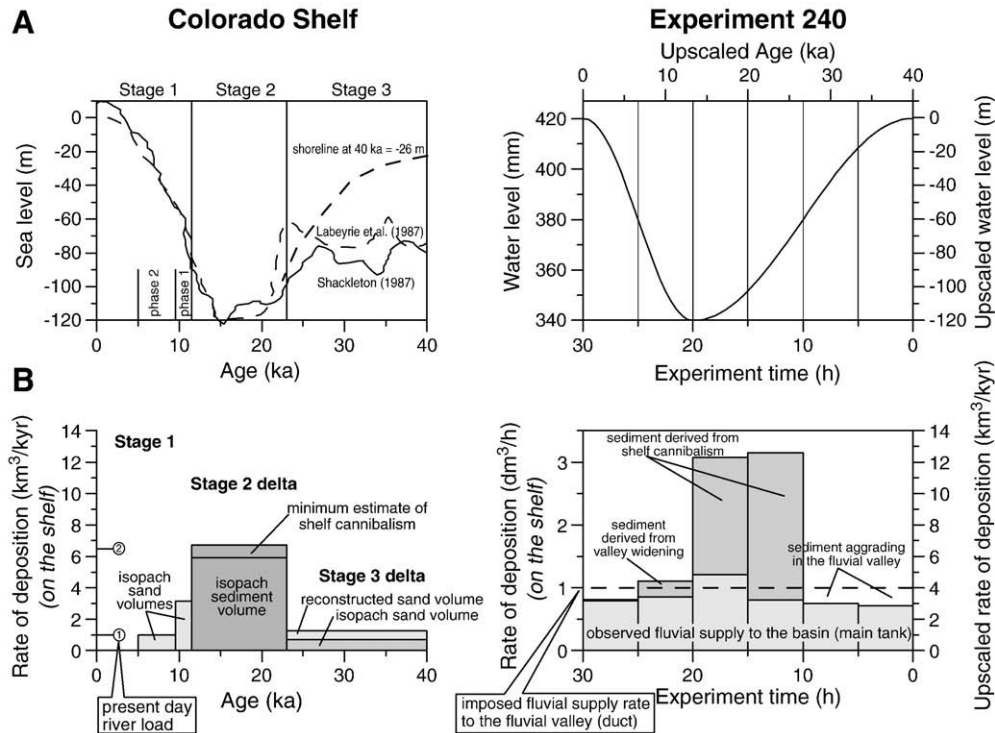 A
Colorado Shelf
Experiment 240
Upscaled Age (ka)
0 10 20 30 40
Stage 1 Stage 2 Stage 3
Sea level (m)
0
-20
-40
-60
-80
-100
-120
shoreline at 40 ka = -26 m
Labeyrie et al. (1987)
Shackleton (1987)
phase 2
phase 1
0 10 20 30 40
Age (ka)
Water level (mm)
420
400
380
360
340
0
-20
-40
-60
-80
-100
-120
Upscaled water level (m)
30 20 10 0
Experiment time (h)
B
Rate of deposition (km³/kyr)
(on the shelf)
14
12
10
8
6
4
2
0
Stage 1
Stage 2 delta
minimum estimate of
shelf cannibalism
2
isopach
sand
volumes
isopach
sediment
volume
Stage 3 delta
reconstructed sand volume
isopach sand volume
1
0 10 20 30 40
Age (ka)
present day
river load
Rate of deposition (dm³/h)
(on the shelf)
3
2
1
0
sediment derived from
shelf cannibalism
sediment
derived from
valley widening
sediment aggrading
in the fluvial valley
observed fluvial supply to the basin (main tank)
14
12
10
8
6
4
2
0
Upscaled rate of deposition (km³/kyr)
30 20 10 0
Experiment time (h)
imposed fluvial supply rate
to the fluvial valley (duct)